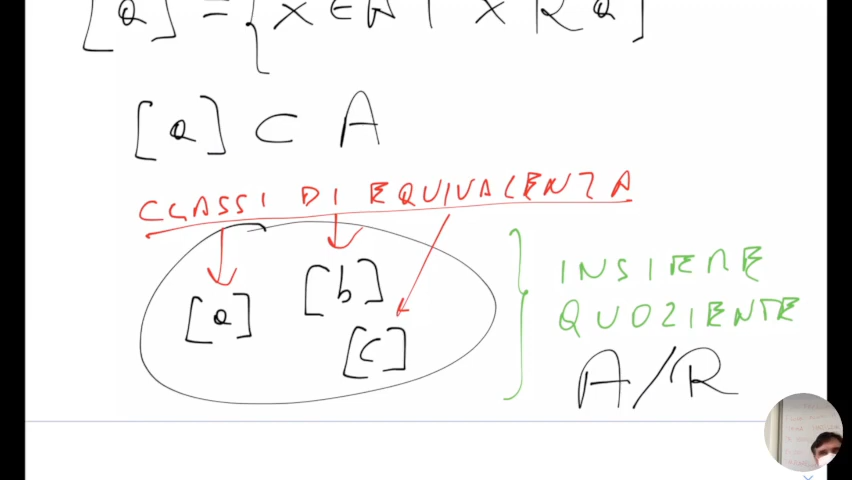 [a] = { x ∈ A | x R a }
[a] ⊂ A
CLASSI DI EQUIVALENZA
[a] [b]
[c]
INSIEME
QUOZIENTE
A/R